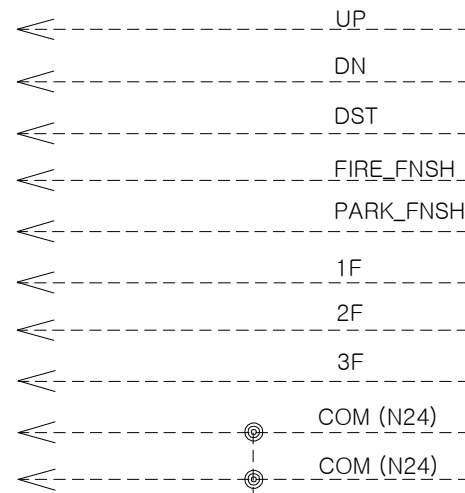 UP
DN
DST
FIRE_FNSH
PARK_FNSH
1F
2F
3F
COM (N24)
COM (N24)